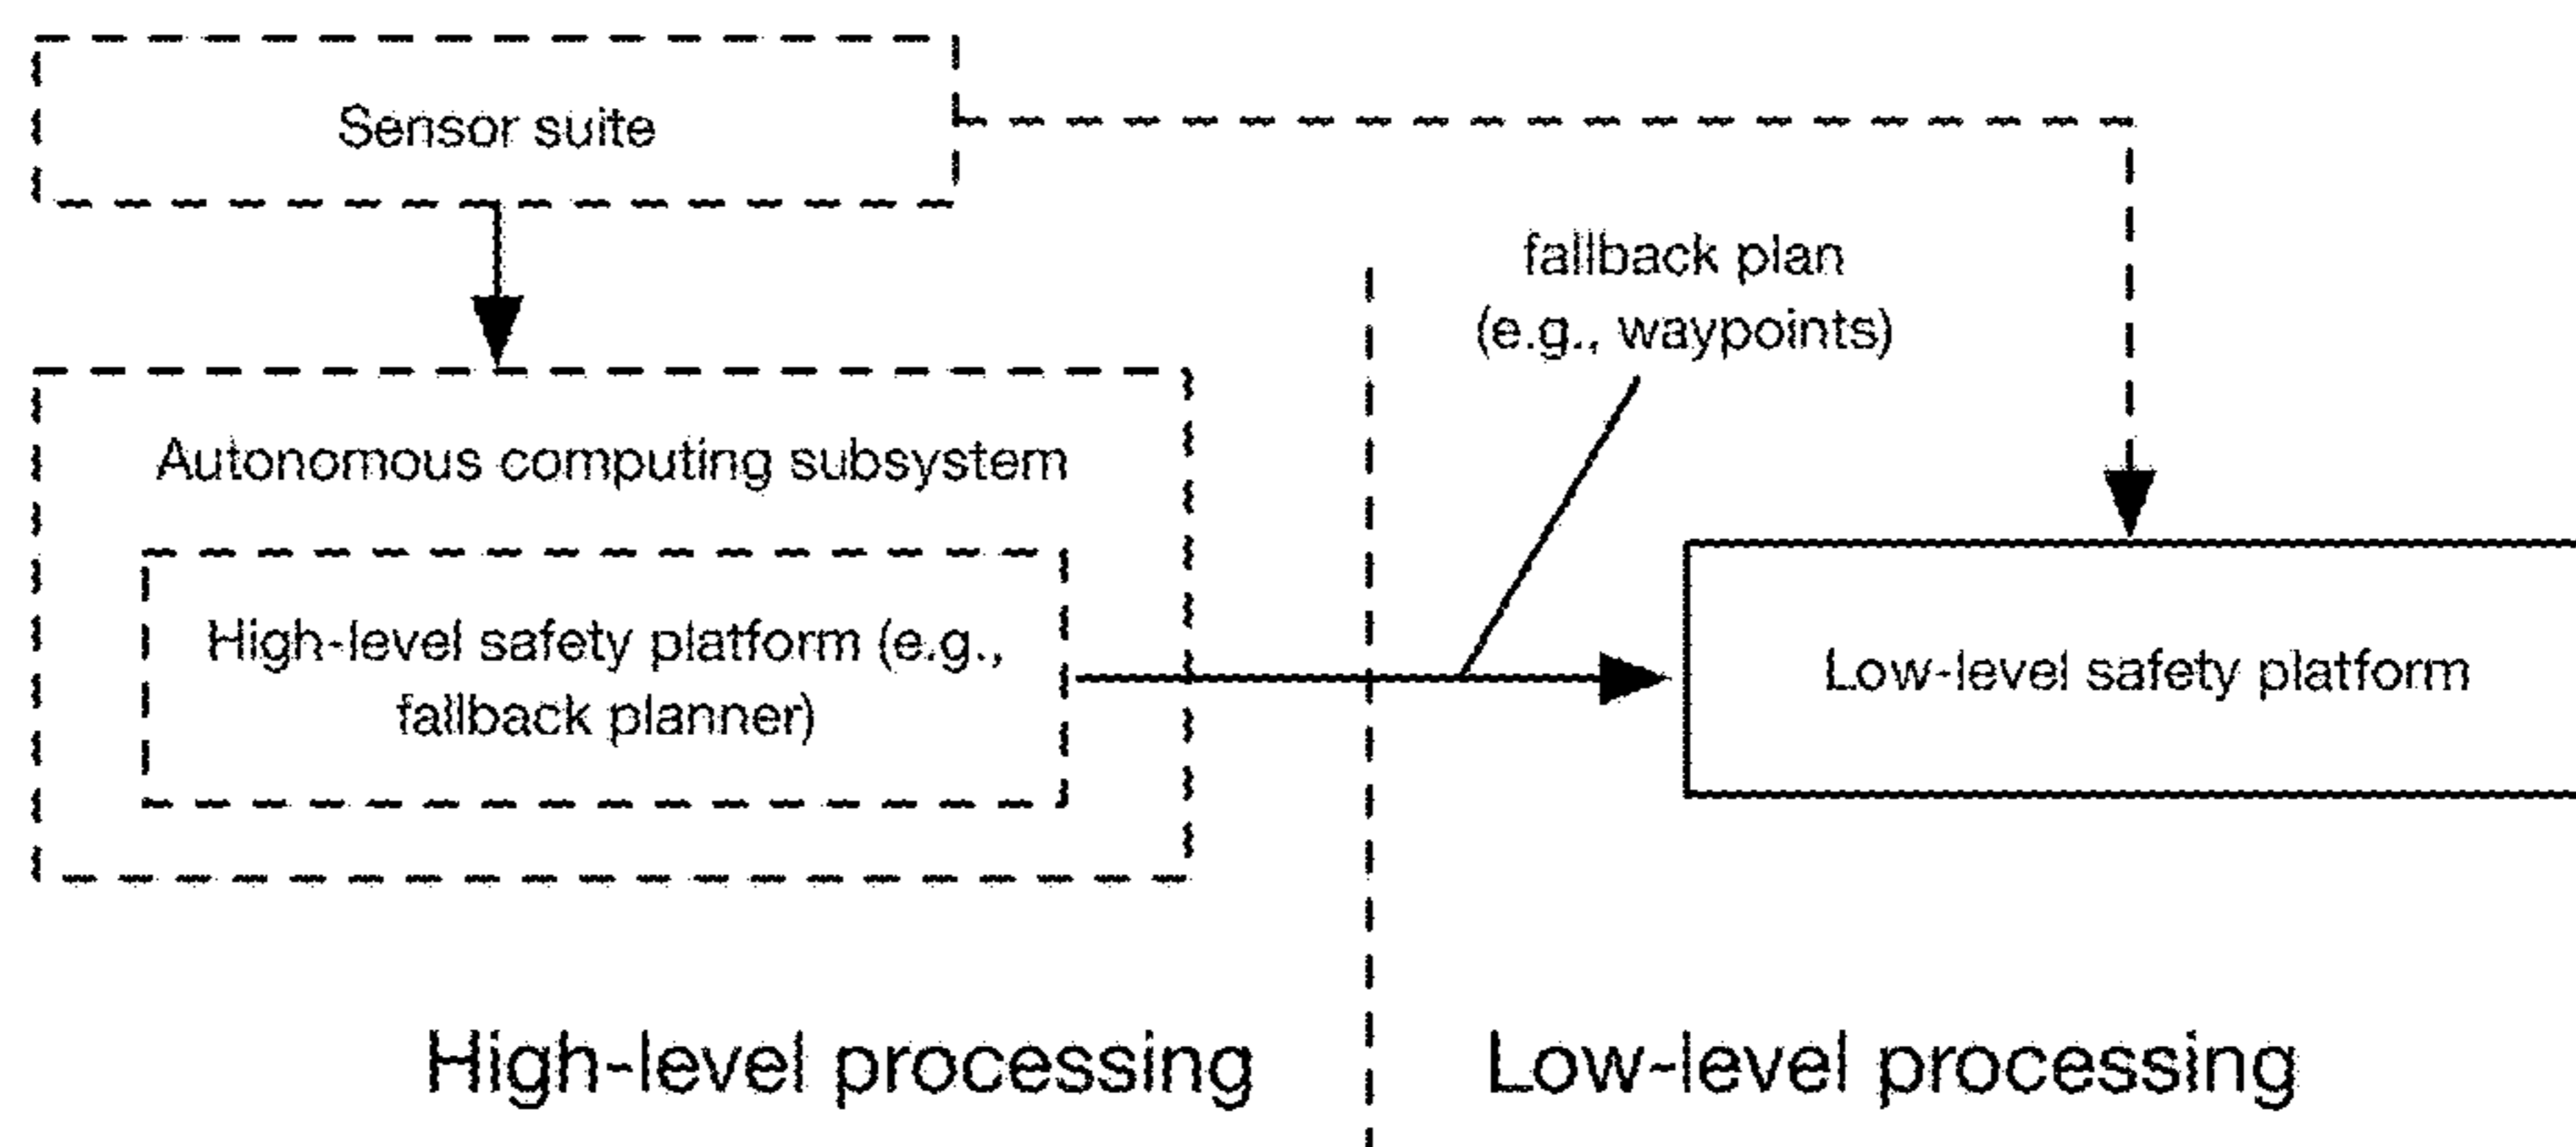 Sensor suite
fallback plan
(e.g., waypoints)
Autonomous computing subsystem
High-level safety platform (e.g.,
fallback planner)
Low-level safety platform
High-level processing
Low-level processing